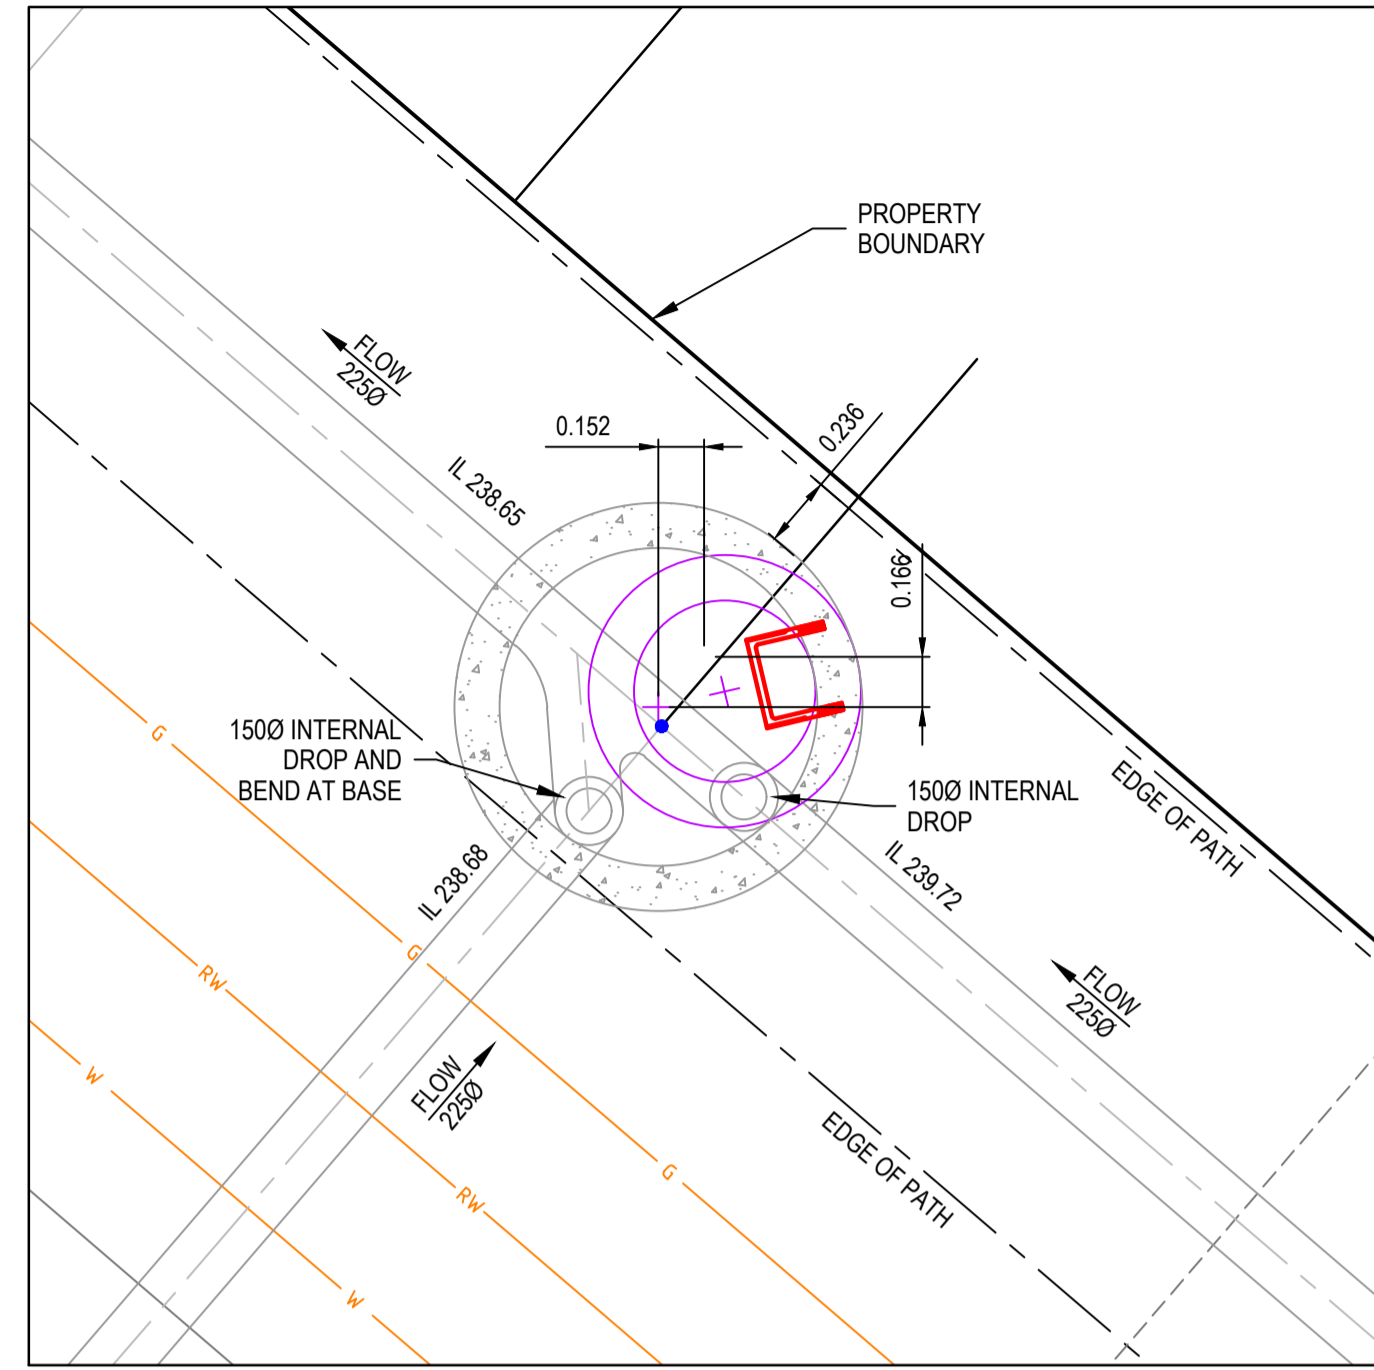 PROPERTY
BOUNDARY
FLOW
225Ø
0.152
0.236
IL 238.65
0.166
150Ø INTERNAL
DROP AND
BEND AT BASE
G
150Ø INTERNAL
DROP
EDGE OF PATH
IL 238.68
IL 239.72
G
RW
FLOW
225Ø
W
FLOW
225Ø
EDGE OF PATH
G
RW
W